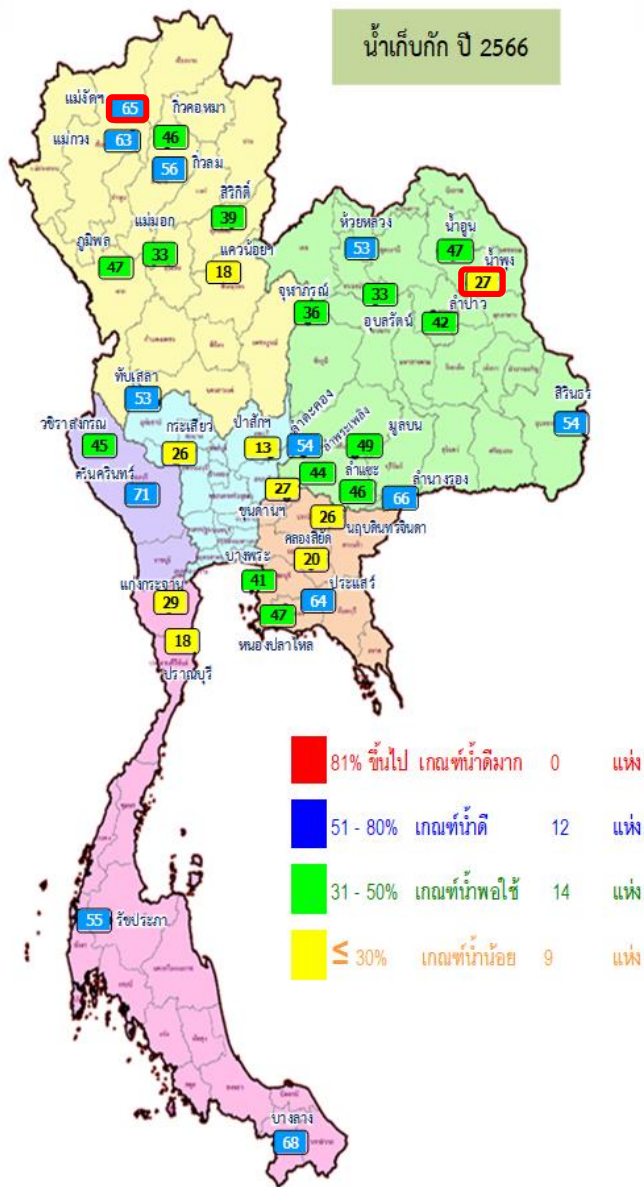 น้ำเก็บกัก ปี 2566
แม่งัดฯ
65
กิ่วคอหมา
46
แม่กวง
63
กิ่วลม
56
สิริกิติ์
39
แม่มอก
33
ภูมิพล
47
แควน้อยฯ
18
ห้วยหลวง
53
น้ำอูน
47
น้ำพุง
27
จุฬาภรณ์
36
33
อุบลรัตน์
ลำปาว
42
ทับเสลา
53
สิรินธร
54
วชิราลงกรณ
45
กระเสียว
26
ป่าสักฯ
13
ลำตะคอง
54
ลำพระเพลิง
44
มูลบน
49
ศรีนครินทร์
71
ลำแชะ
46
ลำนางรอง
66
27
ขุนด่านฯ
26
นฤบดินทรจินดา
คลองสียัด
20
บางพระ
41
ประแสร์
64
47
หนองปลาไหล
แก่งกระจาน
29
18
ปราณบุรี
81% ขึ้นไป เกณฑ์น้ำดีมาก 0 แห่ง
51 - 80% เกณฑ์น้ำดี 12 แห่ง
31 - 50% เกณฑ์น้ำพอใช้ 14 แห่ง
≤ 30% เกณฑ์น้ำน้อย 9 แห่ง
55 รัชประภา
บางลาง
68